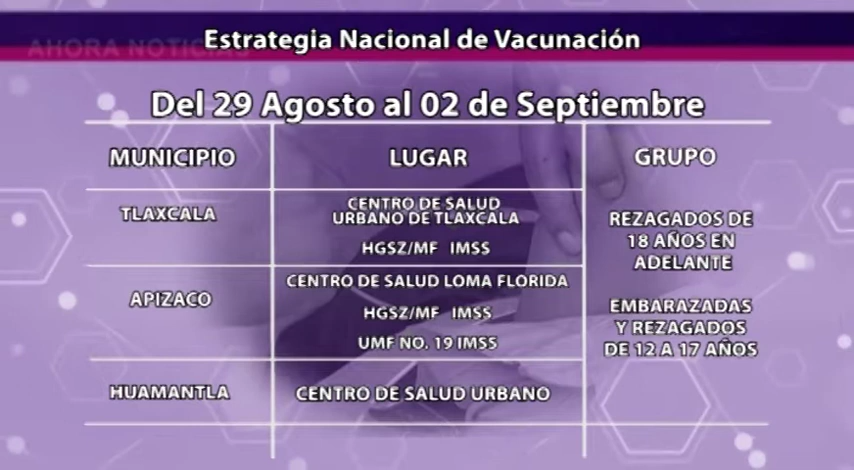 Estrategia Nacional de Vacunación
AHORA NOTICIAS
Del 29 Agosto al 02 de Septiembre
MUNICIPIO
LUGAR
GRUPO
TLAXCALA
CENTRO DE SALUD
URBANO DE TLAXCALA
HGSZ/MF IMSS
APIZACO
CENTRO DE SALUD LOMA FLORIDA
HGSZ/MF IMSS
UMF NO. 19 IMSS
HUAMANTLA
CENTRO DE SALUD URBANO
REZAGADOS DE
18 AÑOS EN
ADELANTE
EMBARAZADAS
Y REZAGADOS
DE 12 A 17 AÑOS